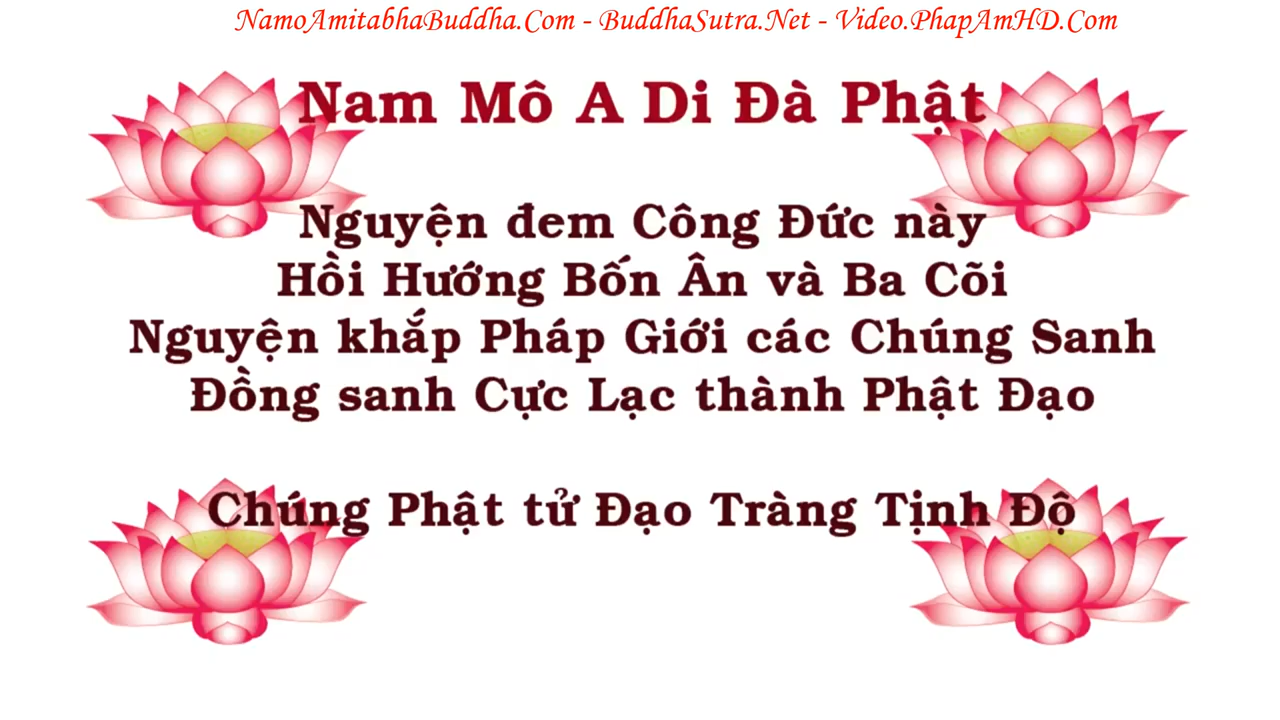 NamoAmitabhaBuddha.Com - BuddhaSutra.Net - Video.PhapAmHD.Com
Nam Mô A Di Đà Phật
Nguyện đem Công Đức này
Hồi Hướng Bốn Ân và Ba Cõi
Nguyện khắp Pháp Giới các Chúng Sanh
Đồng sanh Cực Lạc thành Phật Đạo
Chúng Phật tử Đạo Tràng Tịnh Độ